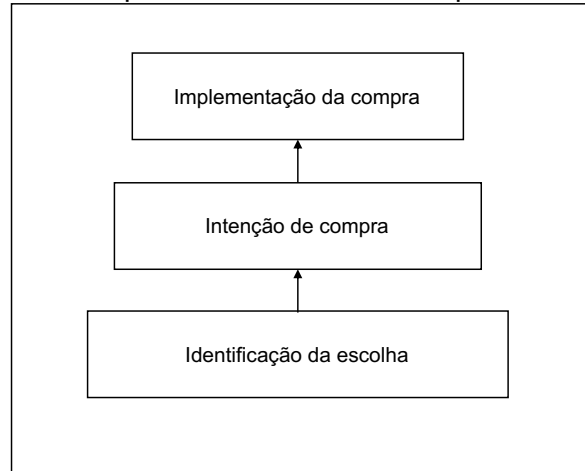 Implementação da compra
Intenção de compra
Identificação da escolha